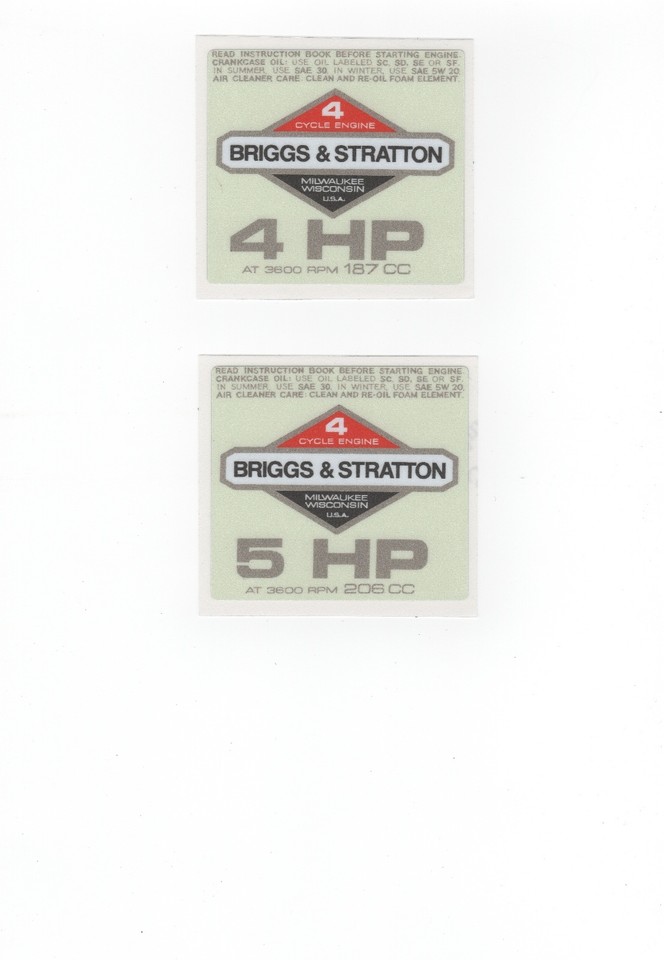 READ INSTRUCTION BOOK BEFORE STARTING ENGINE.
CRANKCASE OIL: USE OIL LABELED SC, SD, SE OR SF.
IN SUMMER, USE SAE 30. IN WINTER, USE SAE 5W 20.
AIR CLEANER CARE: CLEAN AND RE-OIL FOAM ELEMENT.
4
CYCLE ENGINE
BRIGGS & STRATTON
MILWAUKEE
WISCONSIN
U.S.A.
4 HP
AT 3600 RPM 187 CC
READ INSTRUCTION BOOK BEFORE STARTING ENGINE.
CRANKCASE OIL: USE OIL LABELED SC, SD, SE OR SF.
IN SUMMER, USE SAE 30. IN WINTER, USE SAE 5W 20.
AIR CLEANER CARE: CLEAN AND RE-OIL FOAM ELEMENT.
4
CYCLE ENGINE
BRIGGS & STRATTON
MILWAUKEE
WISCONSIN
U.S.A.
5 HP
AT 3600 RPM 206 CC